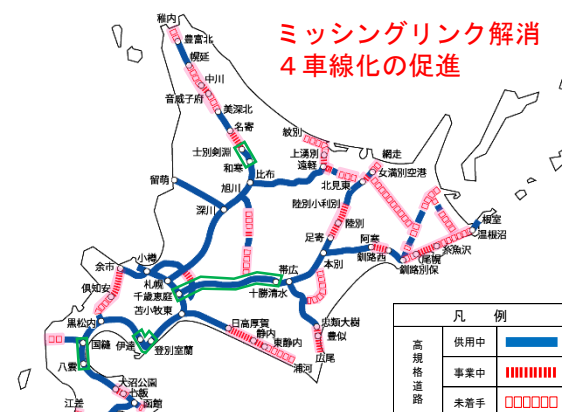 ミッシングリンク解消
４車線化の促進
稚内
豊富北
幌延
中川
音威子府
美深北
名寄
士別剣淵
和寒
紋別
上湧別
遠軽
網走
女満別空港
北見東
比布
旭川
留萌
深川
陸別小利別
陸別
足寄
阿寒
釧路西
本別
釧路別保
尾幌
糸魚沢
根室
温根沼
小樽
余市
札幌
千歳恵庭
倶知安
苫小牧東
帯広
十勝清水
黒松内
国縫
伊達
登別室蘭
八雲
日高厚賀
静内
東静内
浦河
忠類大樹
豊似
広尾
大沼公園
七飯
函館
江差
凡　例
高規格道路
供用中
事業中
未着手